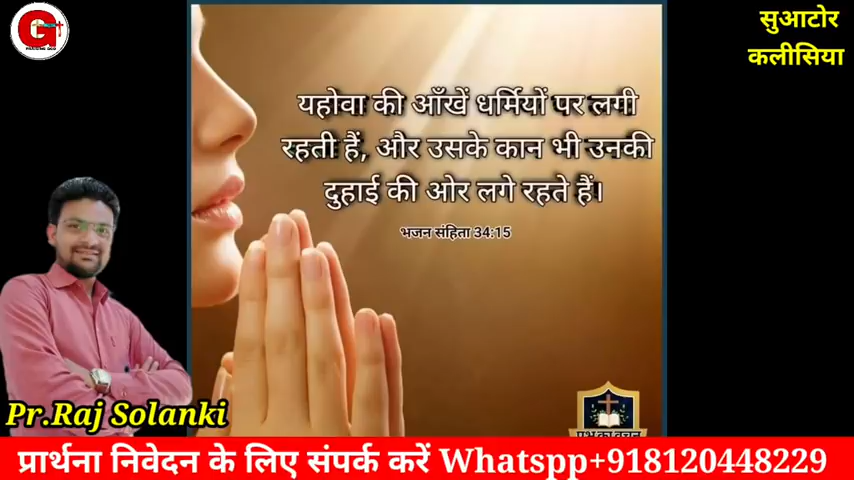 सुआटोर
कलीसिया
यहोवा की आँखें धर्मियों पर लगी
रहती हैं, और उसके कान भी उनकी
दुहाई की ओर लगे रहते हैं।
भजन संहिता 34:15
Pr.Raj Solanki
प्रार्थना निवेदन के लिए संपर्क करें Whatspp+918120448229